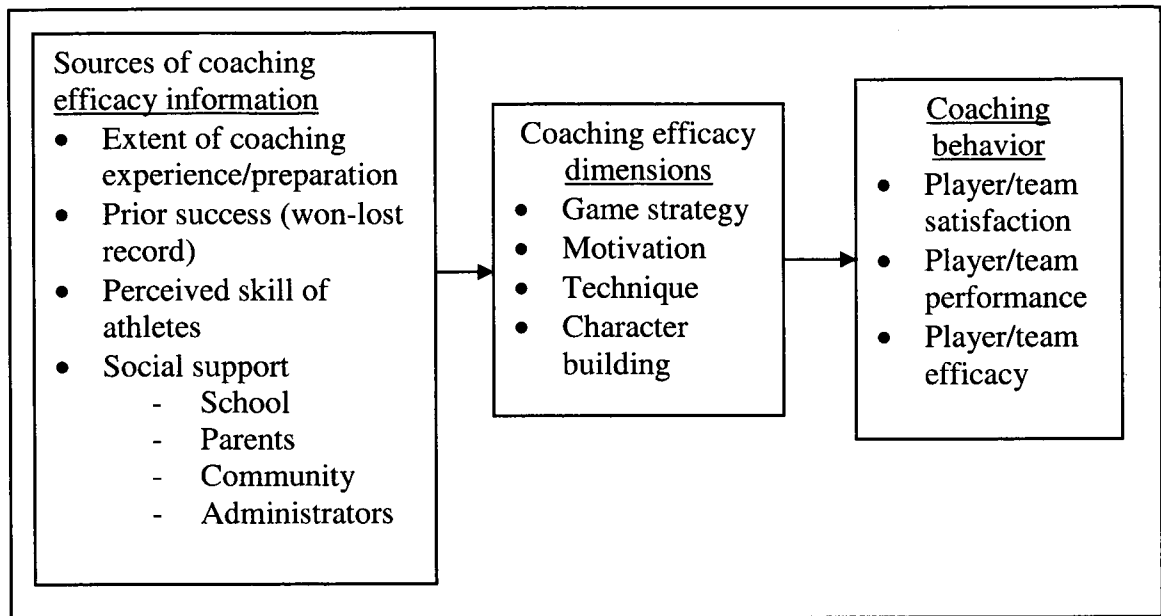 Sources of coaching
efficacy information
• Extent of coaching
experience/preparation
• Prior success (won-lost
record)
• Perceived skill of
athletes
• Social support
- School
- Parents
- Community
- Administrators
Coaching efficacy
dimensions
• Game strategy
• Motivation
• Technique
• Character
building
Coaching
behavior
• Player/team
satisfaction
• Player/team
performance
• Player/team
efficacy